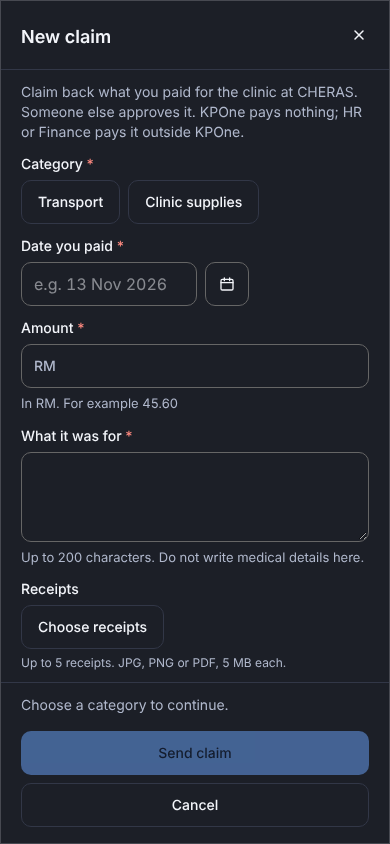 New claim
Claim back what you paid for the clinic at CHERAS.
Someone else approves it. KPOne pays nothing; HR
or Finance pays it outside KPOne.
Category *
Transport
Clinic supplies
Date you paid *
e.g. 13 Nov 2026
Amount *
RM
In RM. For example 45.60
What it was for *
Up to 200 characters. Do not write medical details here.
Receipts
Choose receipts
Up to 5 receipts. JPG, PNG or PDF, 5 MB each.
Choose a category to continue.
Send claim
Cancel